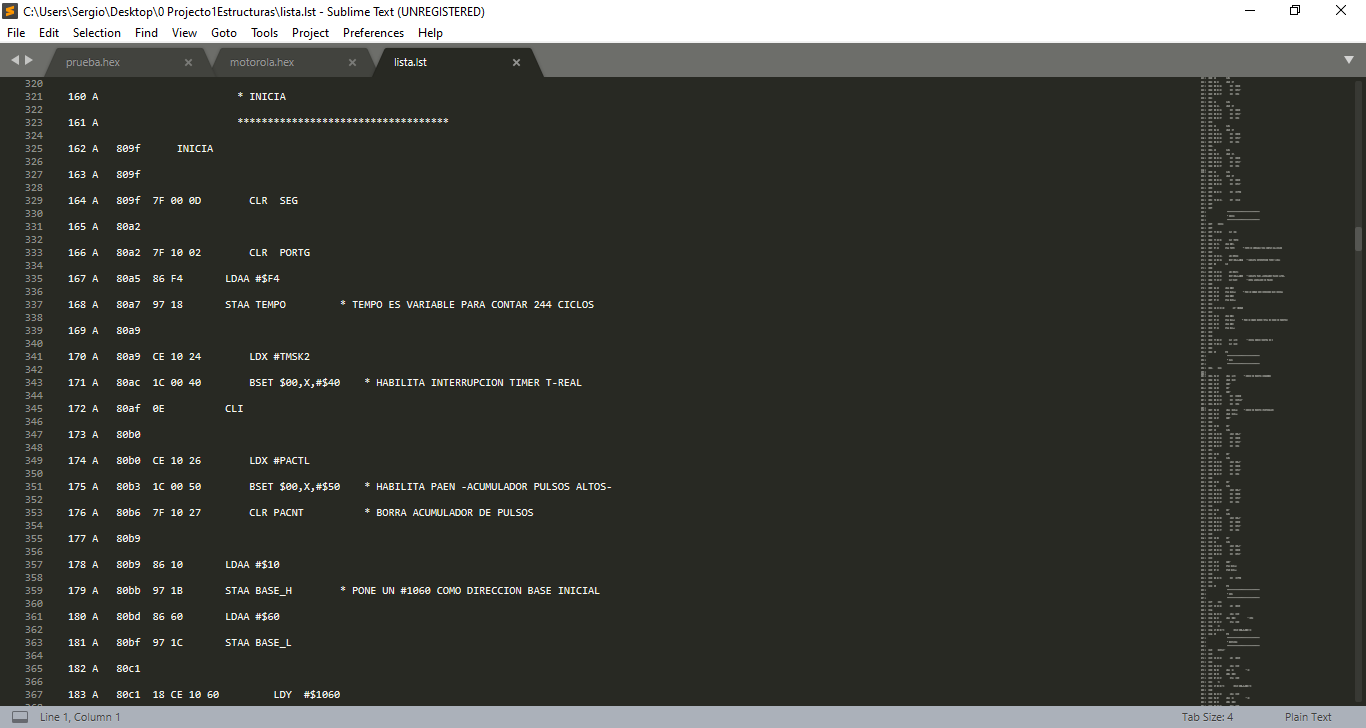 C:\Users\Sergio\Desktop\0 Projecto1Estructuras\lista.lst - Sublime Text (UNREGISTERED)
File Edit Selection Find View Goto Tools Project Preferences Help
prueba.hex motorola.hex lista.lst
320
321 160 A * INICIA
322
323 161 A ***********************************
324
325 162 A 809f INICIA
326
327 163 A 809f
328
329 164 A 809f 7F 00 0D CLR SEG
330
331 165 A 80a2
332
333 166 A 80a2 7F 10 02 CLR PORTG
334
335 167 A 80a5 86 F4 LDAA #$F4
336
337 168 A 80a7 97 18 STAA TEMPO * TEMPO ES VARIABLE PARA CONTAR 244 CICLOS
338
339 169 A 80a9
340
341 170 A 80a9 CE 10 24 LDX #TMSK2
342
343 171 A 80ac 1C 00 40 BSET $00,X,#$40 * HABILITA INTERRUPCION TIMER T-REAL
344
345 172 A 80af 0E CLI
346
347 173 A 80b0
348
349 174 A 80b0 CE 10 26 LDX #PACTL
350
351 175 A 80b3 1C 00 50 BSET $00,X,#$50 * HABILITA PAEN -ACUMULADOR PULSOS ALTOS-
352
353 176 A 80b6 7F 10 27 CLR PACNT * BORRA ACUMULADOR DE PULSOS
354
355 177 A 80b9
356
357 178 A 80b9 86 10 LDAA #$10
358
359 179 A 80bb 97 1B STAA BASE_H * PONE UN #1060 COMO DIRECCION BASE INICIAL
360
361 180 A 80bd 86 60 LDAA #$60
362
363 181 A 80bf 97 1C STAA BASE_L
364
365 182 A 80c1
366
367 183 A 80c1 18 CE 10 60 LDY #$1060
Line 1, Column 1 Tab Size: 4 Plain Text